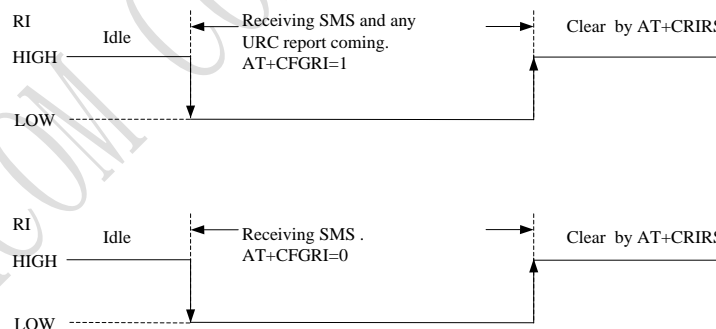 RI
Idle
Receiving SMS and any
URC report coming.
AT+CFGRI=1
Clear by AT+CRIRS
HIGH
LOW
RI
Idle
Receiving SMS .
AT+CFGRI=0
Clear by AT+CRIRS
HIGH
LOW
COM